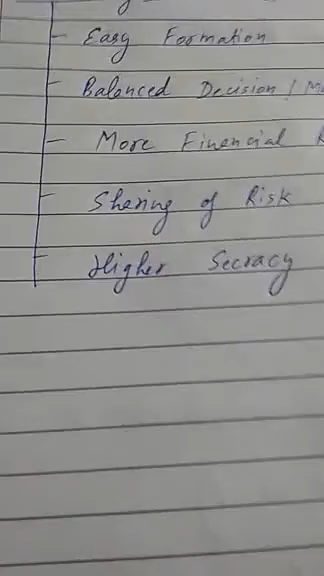 - Easy Formation
- Balanced Decision /
- More Financial
- Sharing of Risk
- Higher Secracy